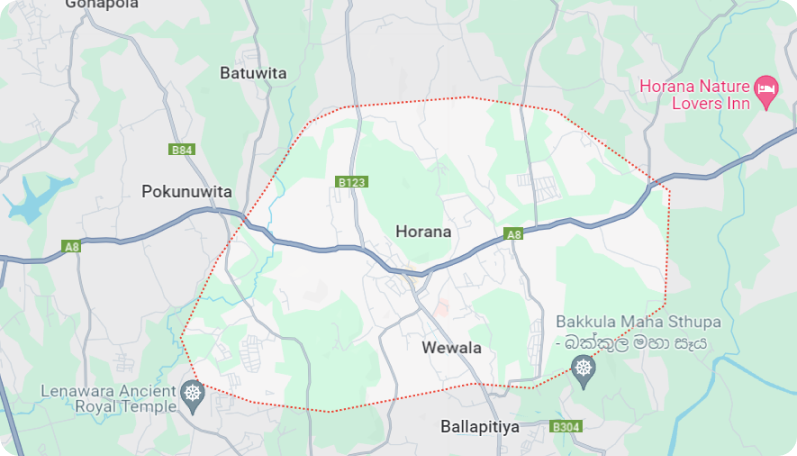 Gonapola
Batuwita
Horana Nature
Lovers Inn
B84
B123
Pokunuwita
Horana
A8
A8
Bakkula Maha Sthupa
- බක්කුල මහා සෑය
Wewala
Lenawara Ancient
Royal Temple
Ballapitiya
B304